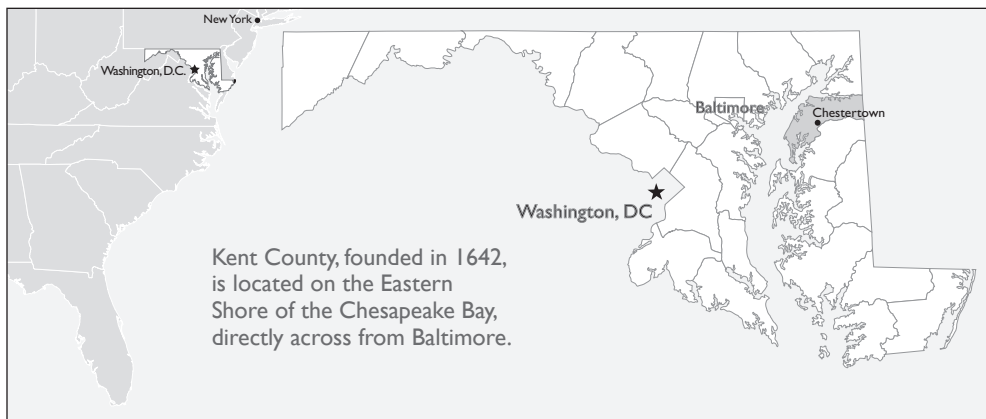 New York
Washington, D.C.
Baltimore
Chestertown
Washington, DC
Kent County, founded in 1642,
is located on the Eastern
Shore of the Chesapeake Bay,
directly across from Baltimore.